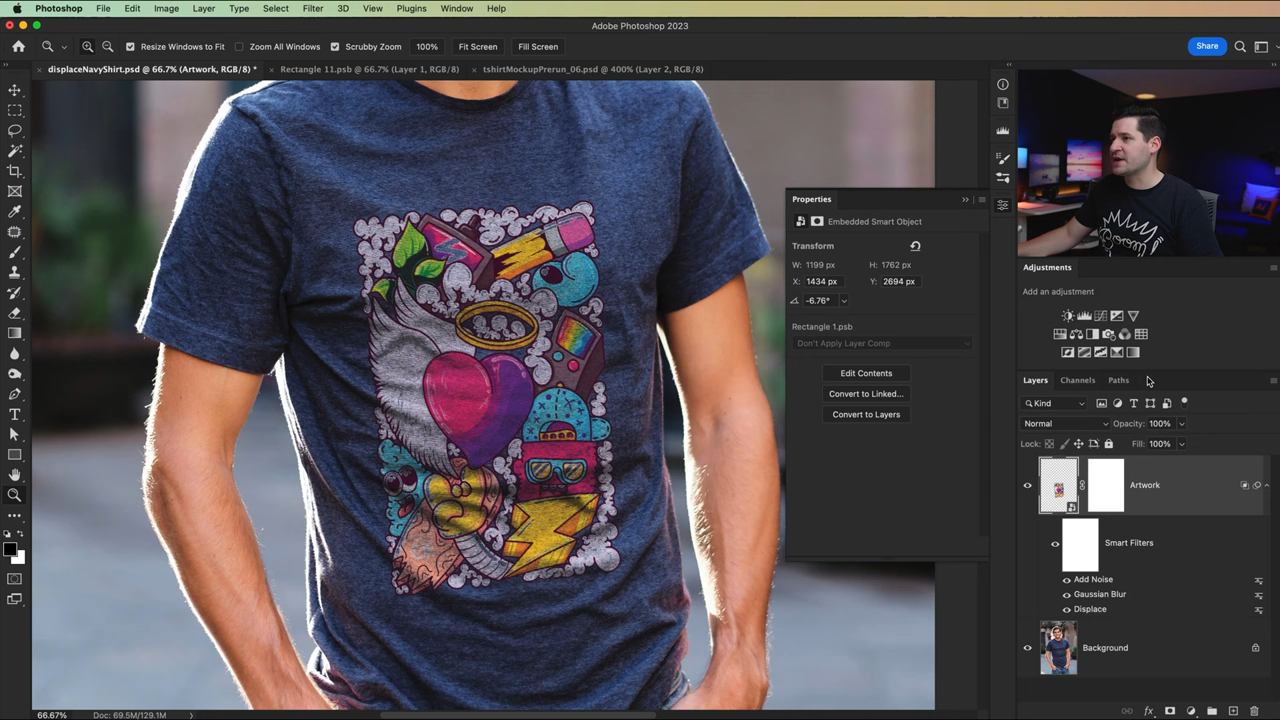 Photoshop File Edit Image Layer Type Select Filter 3D View Plugins Window Help
Adobe Photoshop 2023
Resize Windows to Fit Zoom All Windows Scrubby Zoom 100% Fit Screen Fill Screen Share
displaceNavyShirt.psd @ 66.7% (Artwork, RGB/8) * Rectangle 11.psb @ 66.7% (Layer 1, RGB/8) tshirtMockupPrerun_06.psd @ 400% (Layer 2, RGB/8)
Properties
Embedded Smart Object
Transform
W: 1199 px H: 1762 px
X: 1434 px Y: 2694 px
-6.76°
Rectangle 1.psb
Don't Apply Layer Comp
Edit Contents
Convert to Linked...
Convert to Layers
Adjustments
Add an adjustment
Layers Channels Paths
Kind
Normal Opacity: 100%
Lock: Fill: 100%
Artwork
Smart Filters
Add Noise
Gaussian Blur
Displace
Background
66.67% Doc: 69.5M/129.1M